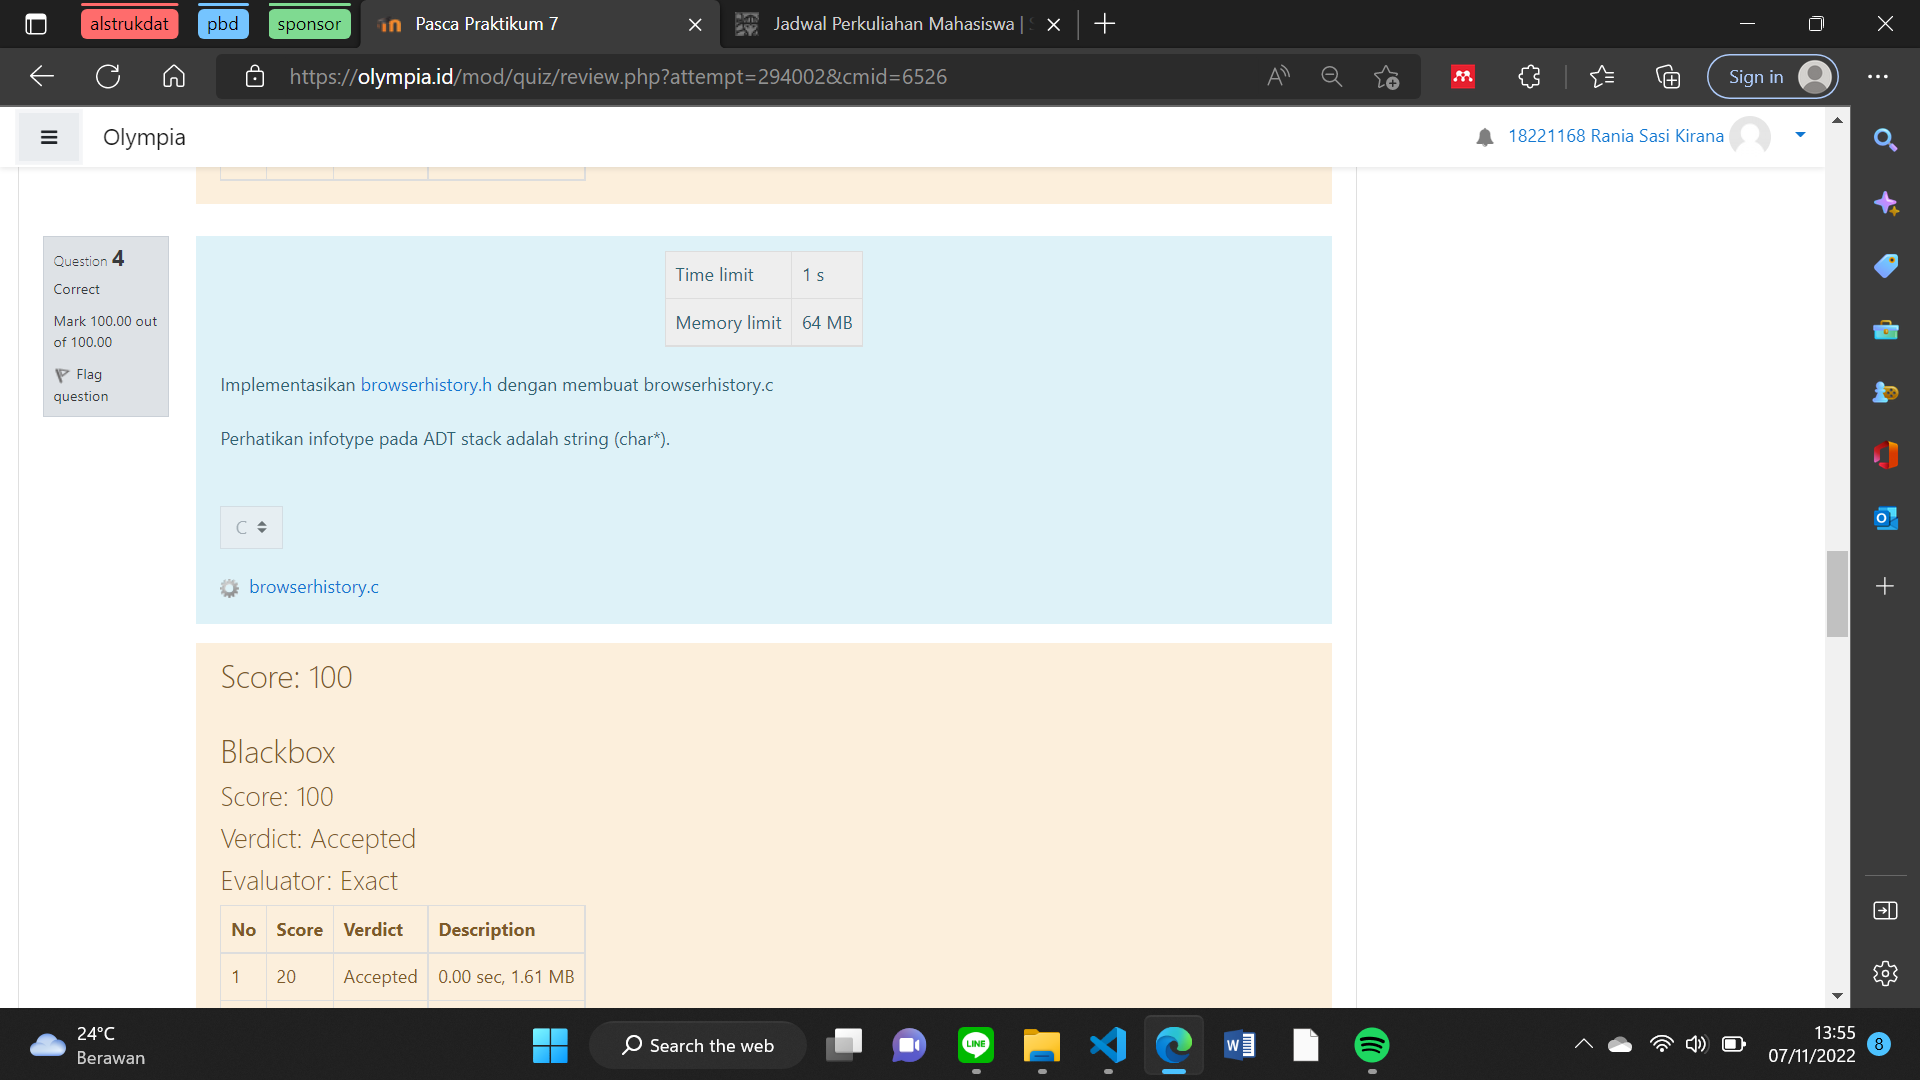 alstrukdat pbd sponsor Pasca Praktikum 7 Jadwal Perkuliahan Mahasiswa |
https://olympia.id/mod/quiz/review.php?attempt=294002&cmid=6526 Sign in
Olympia 18221168 Rania Sasi Kirana
Question 4
Correct
Mark 100.00 out
of 100.00
Flag
question
Time limit 1 s
Memory limit 64 MB
Implementasikan browserhistory.h dengan membuat browserhistory.c
Perhatikan infotype pada ADT stack adalah string (char*).
C
browserhistory.c
Score: 100
Blackbox
Score: 100
Verdict: Accepted
Evaluator: Exact
No Score Verdict Description
1 20 Accepted 0.00 sec, 1.61 MB
24°C
Berawan
Search the web
LINE
13:55
07/11/2022
8